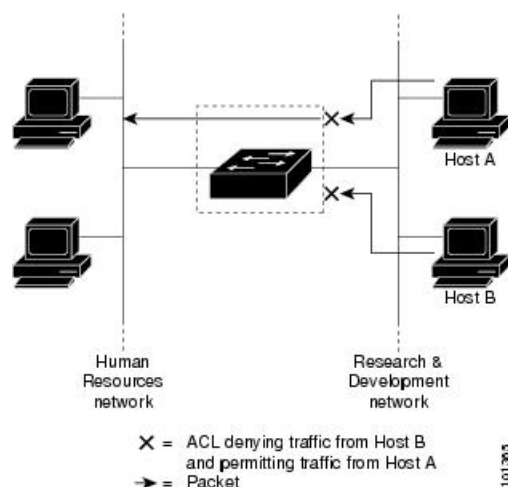 Host A
Host B
Human
Resources
network
Research &
Development
network
X = ACL denying traffic from Host B
and permitting traffic from Host A
→ = Packet
101365